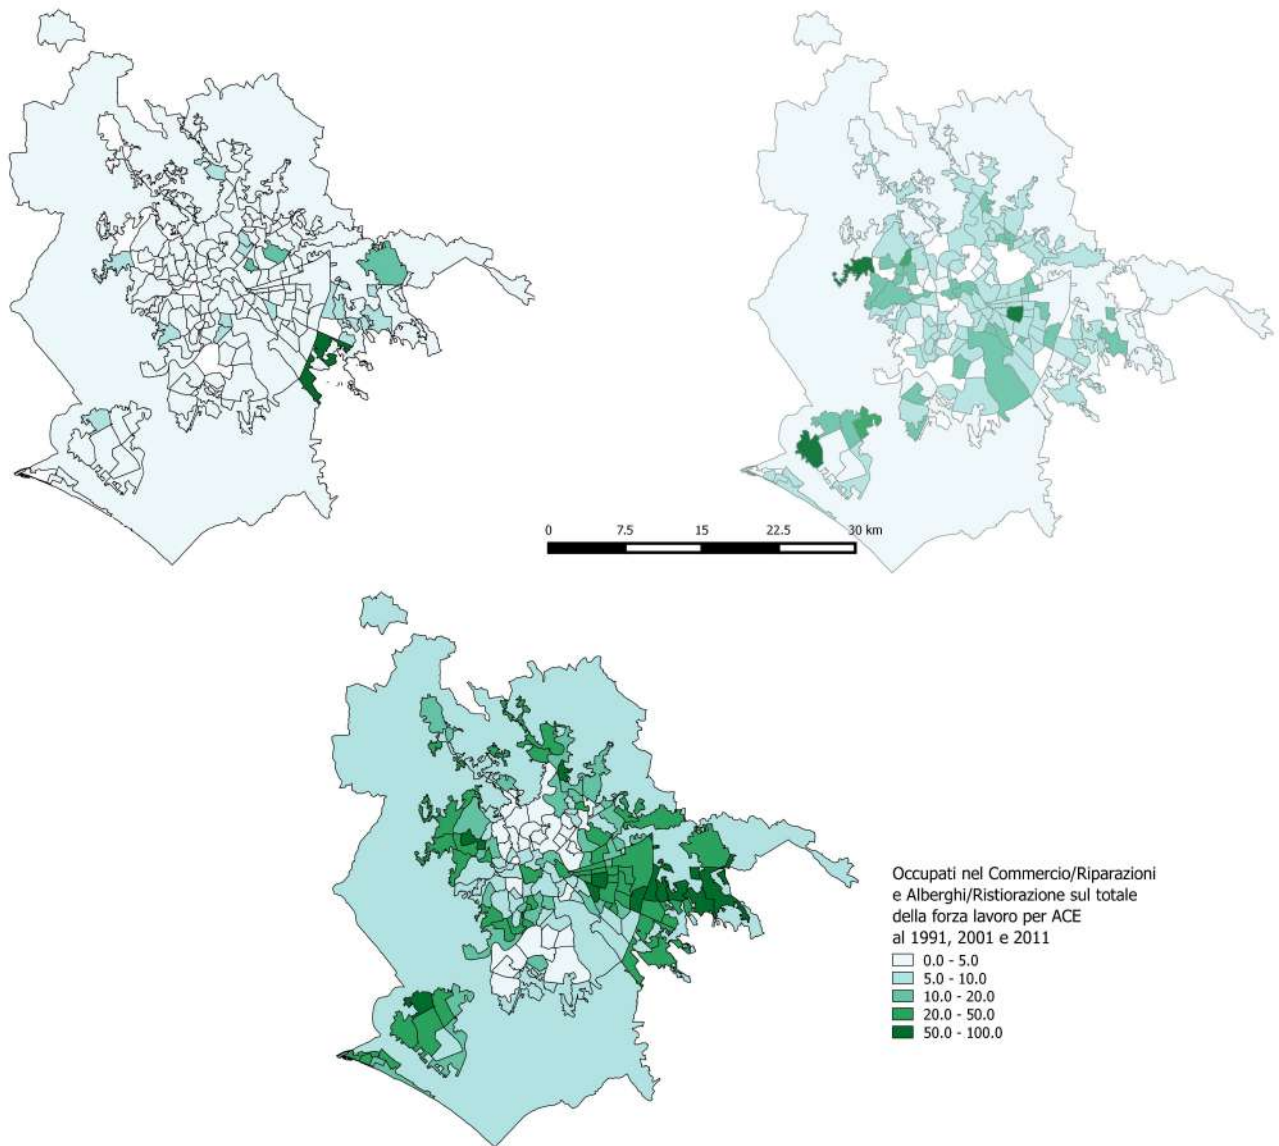 0 7.5 15 22.5 30 km
Occupati nel Commercio/Riparazioni
e Alberghi/Ristiorazione sul totale
della forza lavoro per ACE
al 1991, 2001 e 2011
0.0 - 5.0
5.0 - 10.0
10.0 - 20.0
20.0 - 50.0
50.0 - 100.0